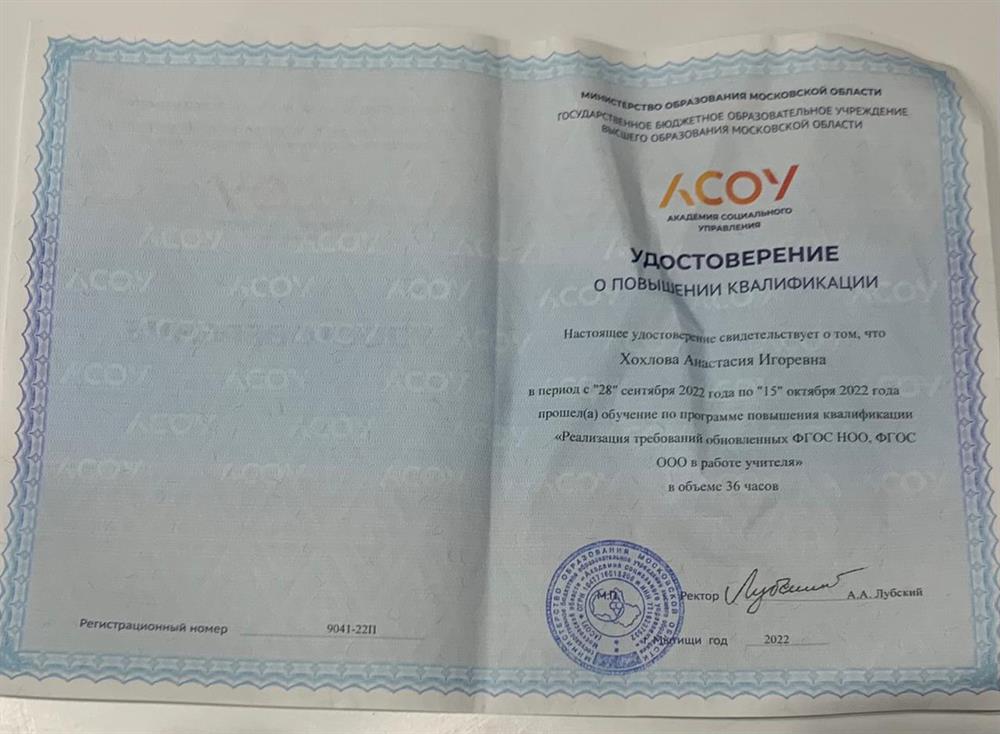 МИНИСТЕРСТВО ОБРАЗОВАНИЯ МОСКОВСКОЙ ОБЛАСТИ
ГОСУДАРСТВЕННОЕ БЮДЖЕТНОЕ ОБРАЗОВАТЕЛЬНОЕ УЧРЕЖДЕНИЕ
ВЫСШЕГО ОБРАЗОВАНИЯ МОСКОВСКОЙ ОБЛАСТИ
АСОУ
АКАДЕМИЯ СОЦИАЛЬНОГО
УПРАВЛЕНИЯ
УДОСТОВЕРЕНИЕ
О ПОВЫШЕНИИ КВАЛИФИКАЦИИ
Настоящее удостоверение свидетельствует о том, что
Хохлова Анастасия Игоревна
в период с "28" сентября 2022 года по "15" октября 2022 года
прошел(а) обучение по программе повышения квалификации
«Реализация требований обновленных ФГОС НОО, ФГОС
ООО в работе учителя»
в объеме 36 часов
М.П.
Ректор А.А. Лубский
Мытищи год 2022
Регистрационный номер 9041-22П